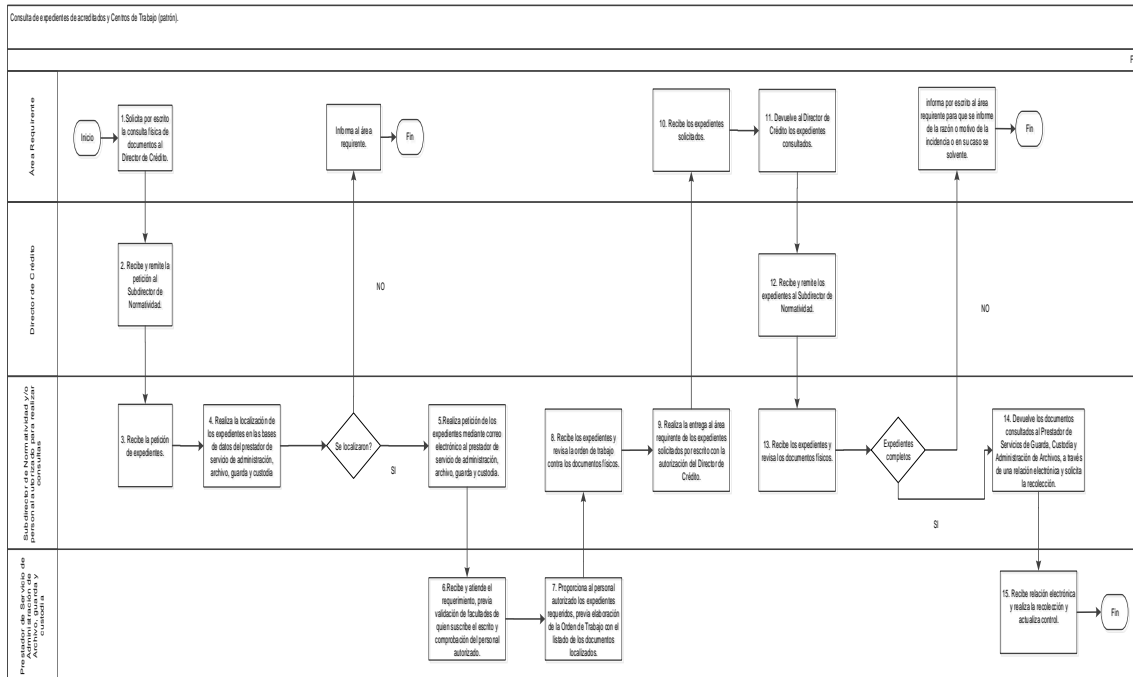 Consulta de expedientes de acreditados y Centros de Trabajo (patrón).
F
Área Requirente
Inicio
1.Solicita por escrito
la consulta física de
documentos al
Director de Crédito.
Informa al área
requirente.
Fin
10. Recibe los expedientes
solicitados.
11. Devuelve al Director de
Crédito los expedientes
consultados.
informa por escrito al área
requirente para que se informe
de la razón o motivo de la
incidencia o en su caso se
solvente.
Fin
Director de Crédito
2. Recibe y remite la
petición al
Subdirector de
Normatividad.
NO
12. Recibe y remite los
expedientes al Subdirector de
Normatividad.
NO
Subdirector de Normatividad y/o
personal autorizado para realizar
consultas
3. Recibe la petición
de expedientes.
4. Realiza la localización de
los expedientes en las bases
de datos del prestador de
servicio de administración,
archivo, guarda y custodia
Se localizaron?
SI
5.Realiza petición de los
expedientes mediante correo
electrónico al prestador de
servicio de administración,
archivo, guarda y custodia.
8. Recibe los expedientes y
revisa la orden de trabajo
contra los documentos físicos.
9. Realiza la entrega al área
requirente de los expedientes
solicitados por escrito con la
autorización del Director de
Crédito.
13. Recibe los expedientes y
revisa los documentos físicos.
Expedientes
completos
SI
14. Devuelve los documentos
consultados al Prestador de
Servicios de Guarda, Custodia y
Administración de Archivos, a través
de una relación electrónica y solicita
la recolección.
Prestador de Servicio de
Administración de
Archivo, guarda y
custodia
6.Recibe y atiende el
requerimiento, previa
validación de facultades de
quien suscribe el escrito y
comprobación del personal
autorizado.
7. Proporciona al personal
autorizado los expedientes
requeridos, previa elaboración
de la Orden de Trabajo con el
listado de los documentos
localizados.
15. Recibe relación electrónica
y realiza la recolección y
actualiza control.
Fin